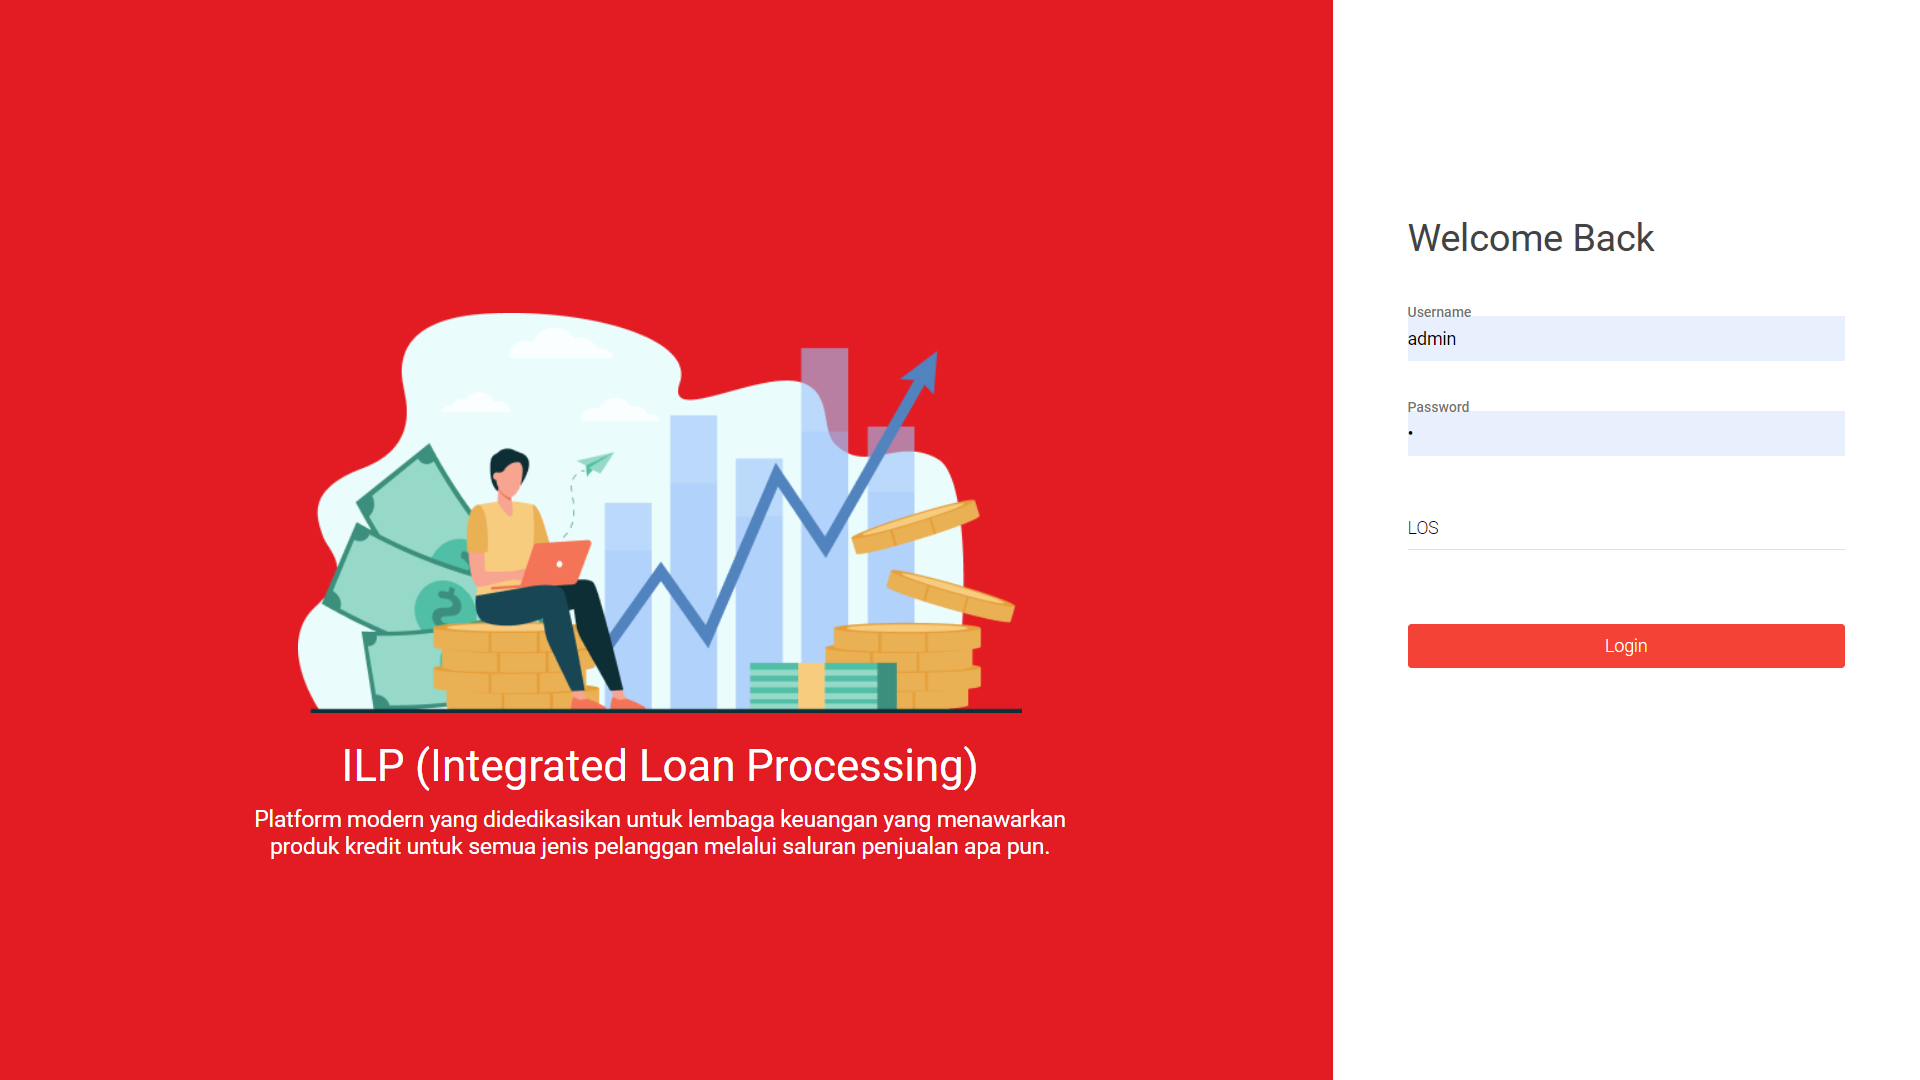 ILP (Integrated Loan Processing)
Platform modern yang didedikasikan untuk lembaga keuangan yang menawarkan
produk kredit untuk semua jenis pelanggan melalui saluran penjualan apa pun.
Welcome Back
Username
admin
Password
•
LOS
Login